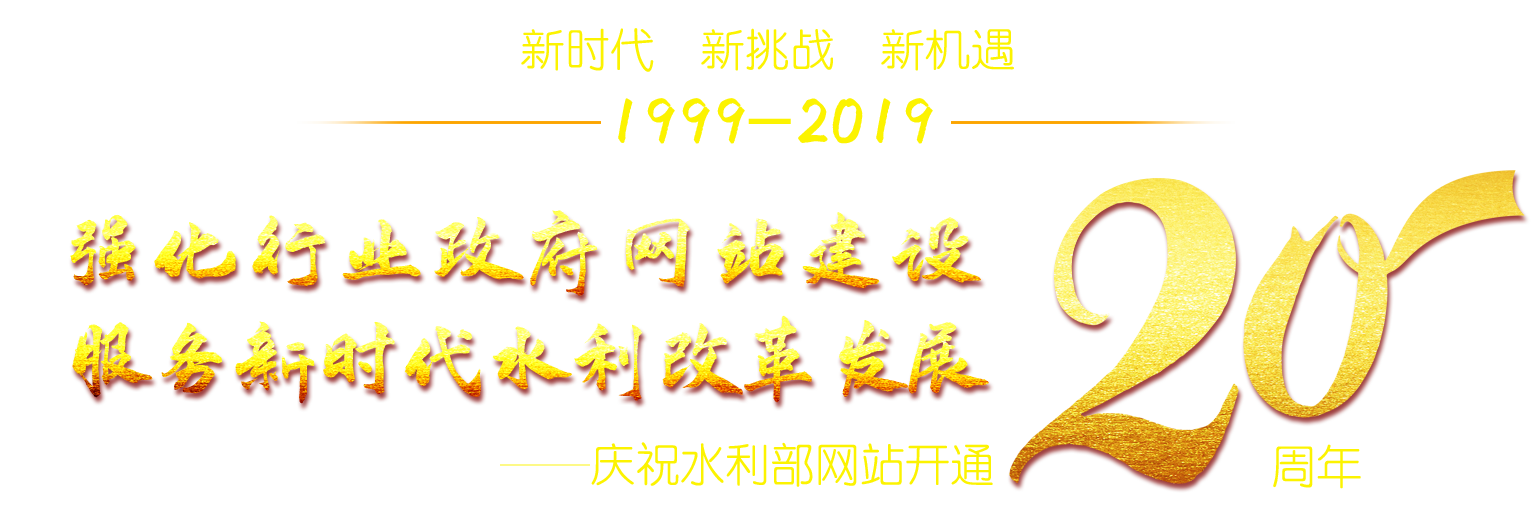 新时代 新挑战 新机遇
1999—2019
强化行业政府网站建设
服务新时代水利改革发展
——庆祝水利部网站开通20周年